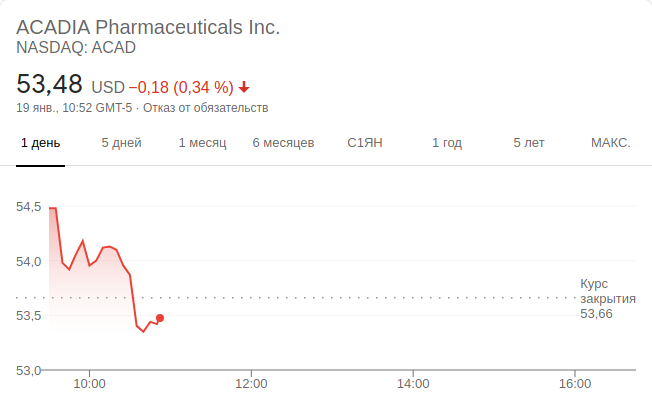 ACADIA Pharmaceuticals Inc.
NASDAQ: ACAD
53,48 USD −0,18 (0,34 %)
19 янв., 10:52 GMT-5 · Отказ от обязательств
1 день 5 дней 1 месяц 6 месяцев С1ЯН 1 год 5 лет МАКС.
54,5
54,0
Курс
закрытия
53,66
53,5
53,0
10:00 12:00 14:00 16:00